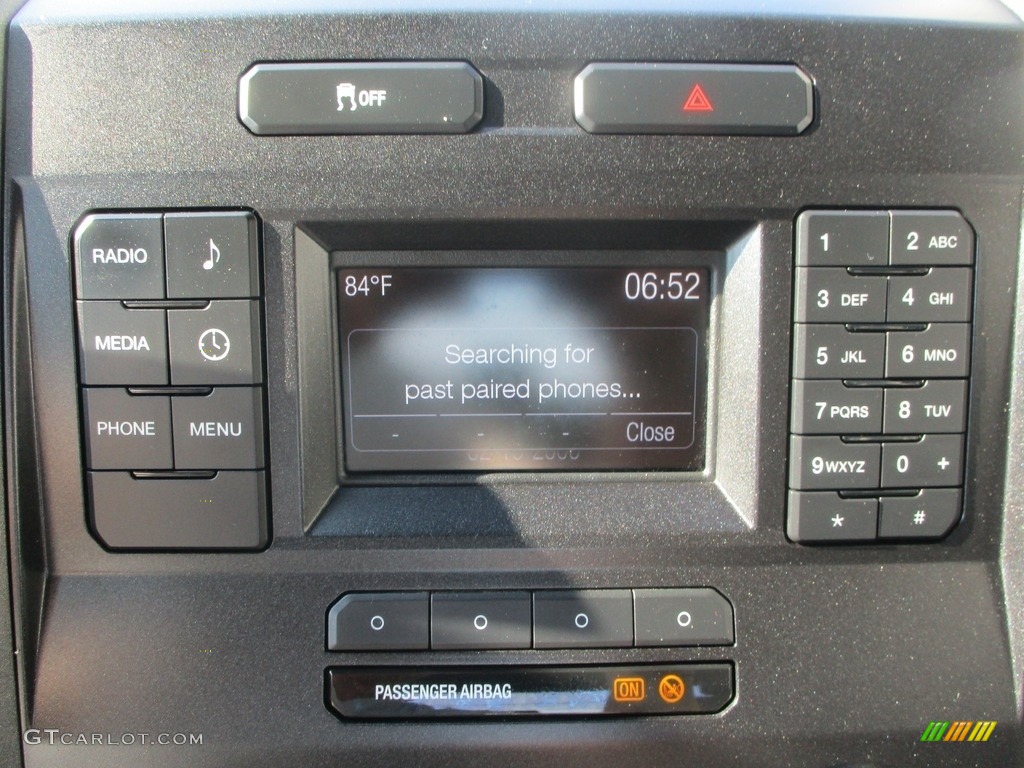 OFF
RADIO
MEDIA
PHONE MENU
84°F 06:52
Searching for
past paired phones...
- - - Close
1 2 ABC
3 DEF 4 GHI
5 JKL 6 MNO
7 PQRS 8 TUV
9 WXYZ 0 +
* #
PASSENGER AIRBAG ON
GTCARLOT.COM